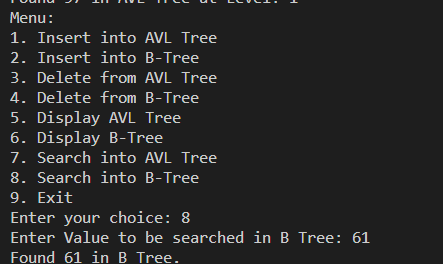 Found 97 in AVL Tree at Level: 1
Menu:
1. Insert into AVL Tree
2. Insert into B-Tree
3. Delete from AVL Tree
4. Delete from B-Tree
5. Display AVL Tree
6. Display B-Tree
7. Search into AVL Tree
8. Search into B-Tree
9. Exit
Enter your choice: 8
Enter Value to be searched in B Tree: 61
Found 61 in B Tree.